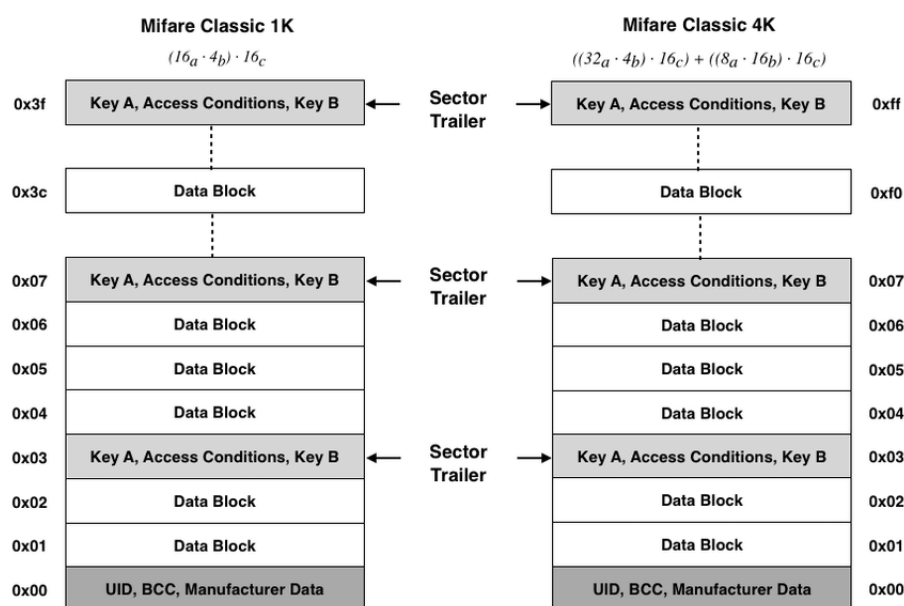 Mifare Classic 1K
Mifare Classic 4K
(16a · 4b) · 16c
((32a · 4b) · 16c) + ((8a · 16b) · 16c)
0x3f
Key A, Access Conditions, Key B
Sector
Trailer
Key A, Access Conditions, Key B
0xff
0x3c
Data Block
Data Block
0xf0
0x07
Key A, Access Conditions, Key B
Sector
Trailer
Key A, Access Conditions, Key B
0x07
0x06
Data Block
Data Block
0x06
0x05
Data Block
Data Block
0x05
0x04
Data Block
Data Block
0x04
0x03
Key A, Access Conditions, Key B
Sector
Trailer
Key A, Access Conditions, Key B
0x03
0x02
Data Block
Data Block
0x02
0x01
Data Block
Data Block
0x01
0x00
UID, BCC, Manufacturer Data
UID, BCC, Manufacturer Data
0x00